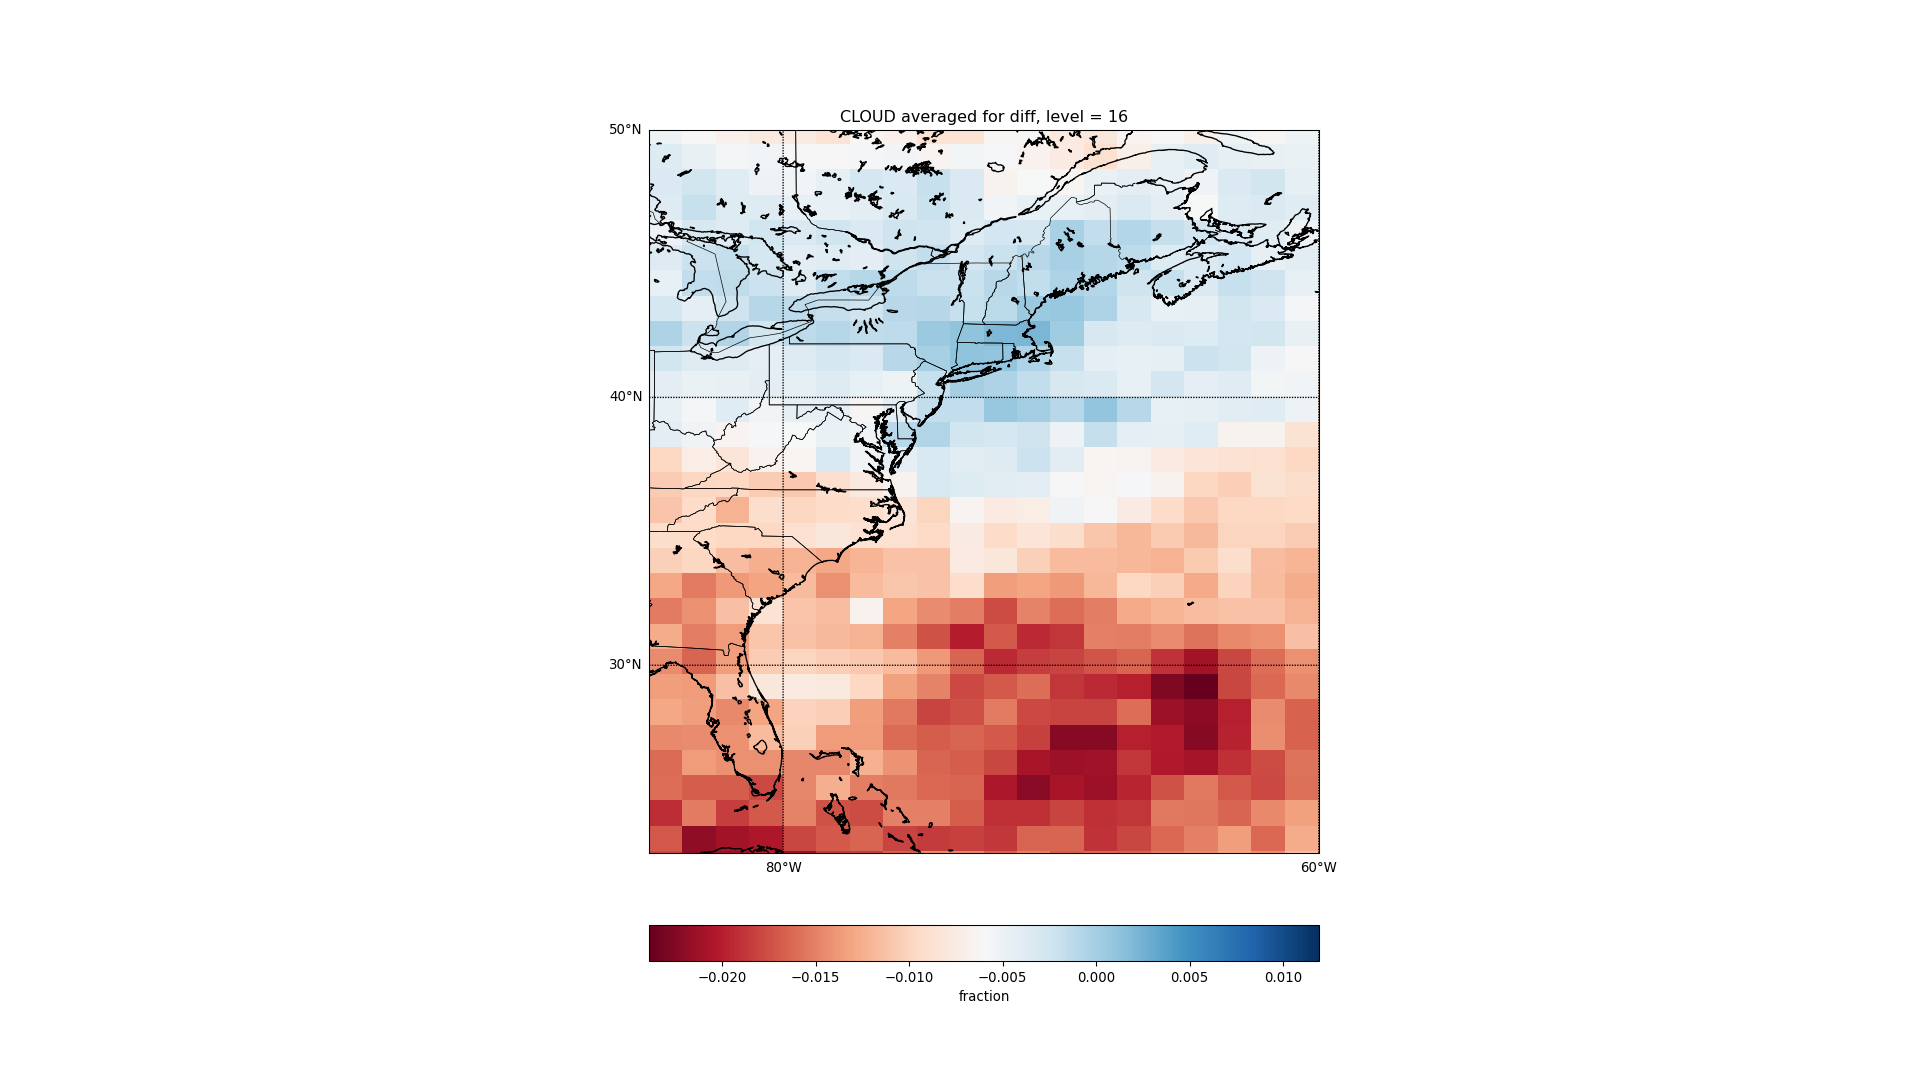 CLOUD averaged for diff, level = 16
50°N
40°N
30°N
80°W 60°W
−0.020 −0.015 −0.010 −0.005 0.000 0.005 0.010
fraction